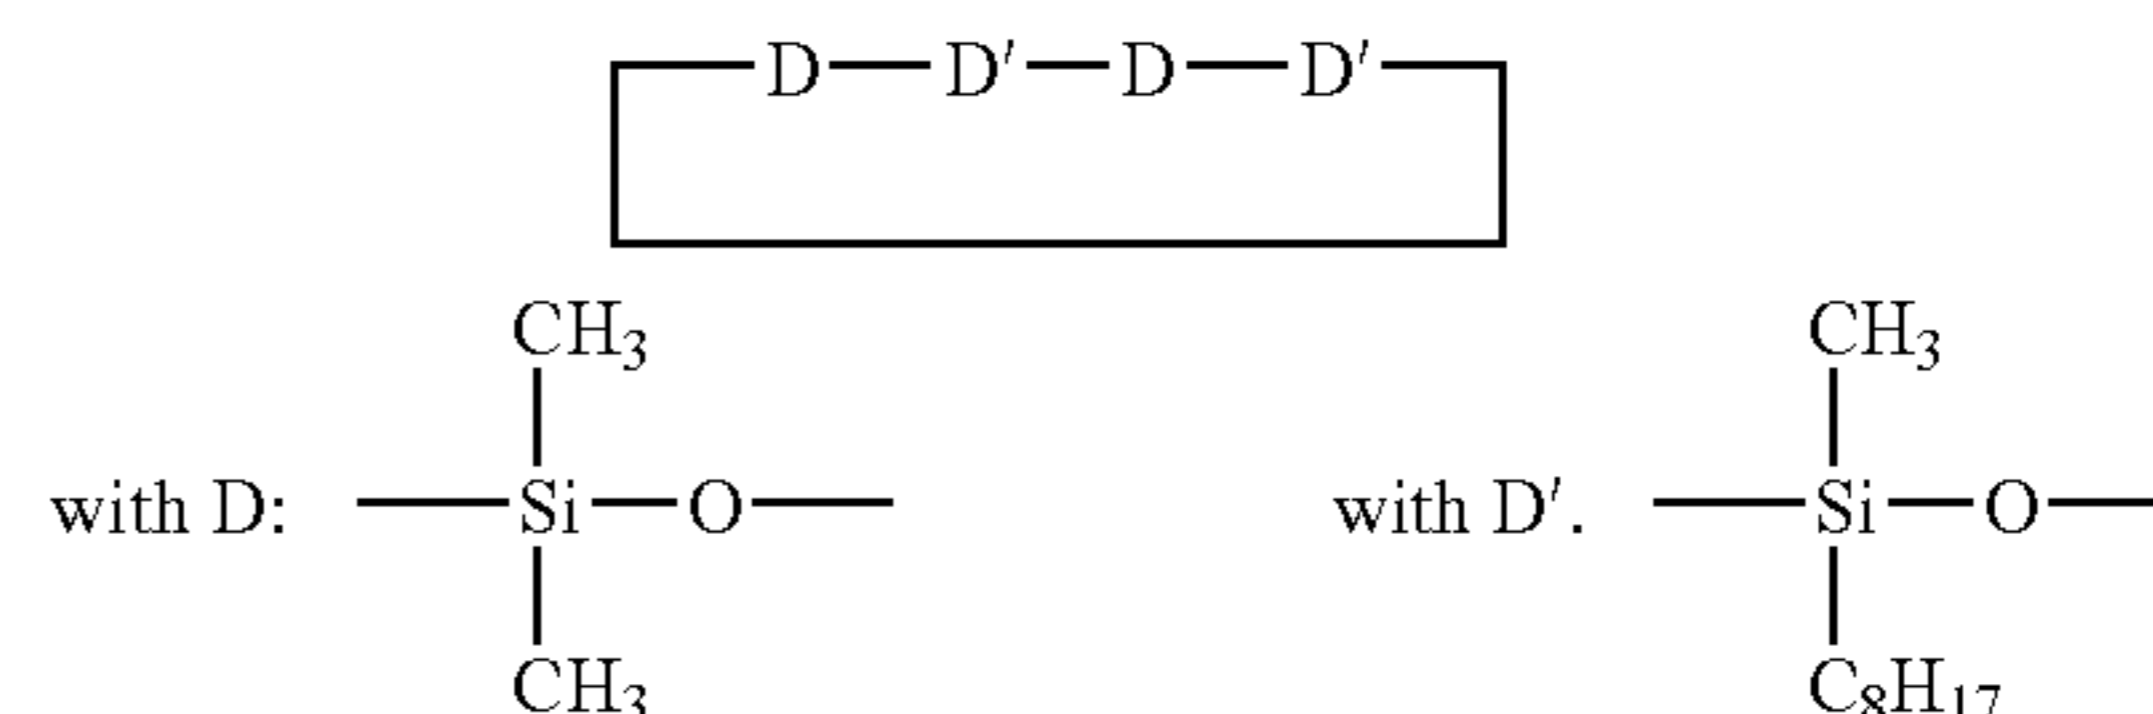 D—D′—D—D′
CH₃ CH₃
with D: —Si—O— with D′. —Si—O—
CH₃ C₈H₁₇